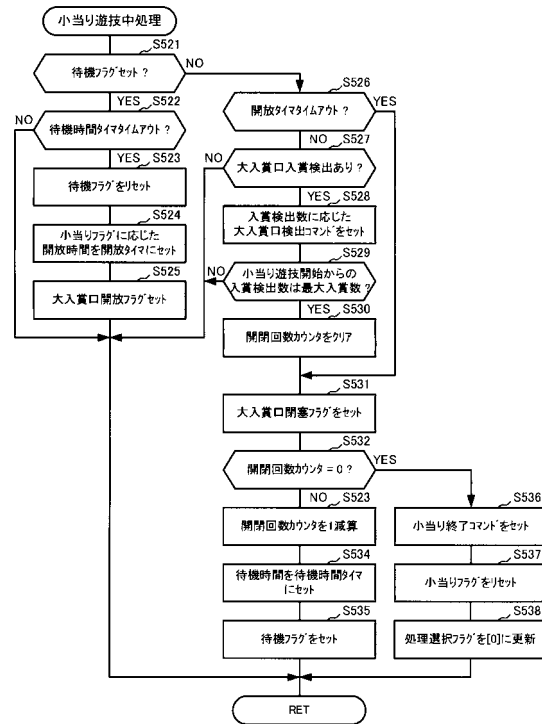 小当り遊技中処理
S521
待機フラグセット？
NO
YES
S522
NO
待機時間タイマタイムアウト？
YES
S523
待機フラグをリセット
S524
小当りフラグに応じた
開放時間を開放タイマにセット
S525
大入賞口開放フラグセット
S526
開放タイマタイムアウト？
YES
NO
S527
NO
大入賞口入賞検出あり？
YES
S528
入賞検出数に応じた
大入賞口検出コマンドをセット
S529
NO
小当り遊技開始からの
入賞検出数は最大入賞数？
YES
S530
開閉回数カウンタをクリア
S531
大入賞口閉塞フラグをセット
S532
開閉回数カウンタ=0？
YES
NO
S523
開閉回数カウンタを1減算
S534
待機時間を待機時間タイマ
にセット
S535
待機フラグをセット
S536
小当り終了コマンドをセット
S537
小当りフラグをリセット
S538
処理選択フラグを[0]に更新
RET